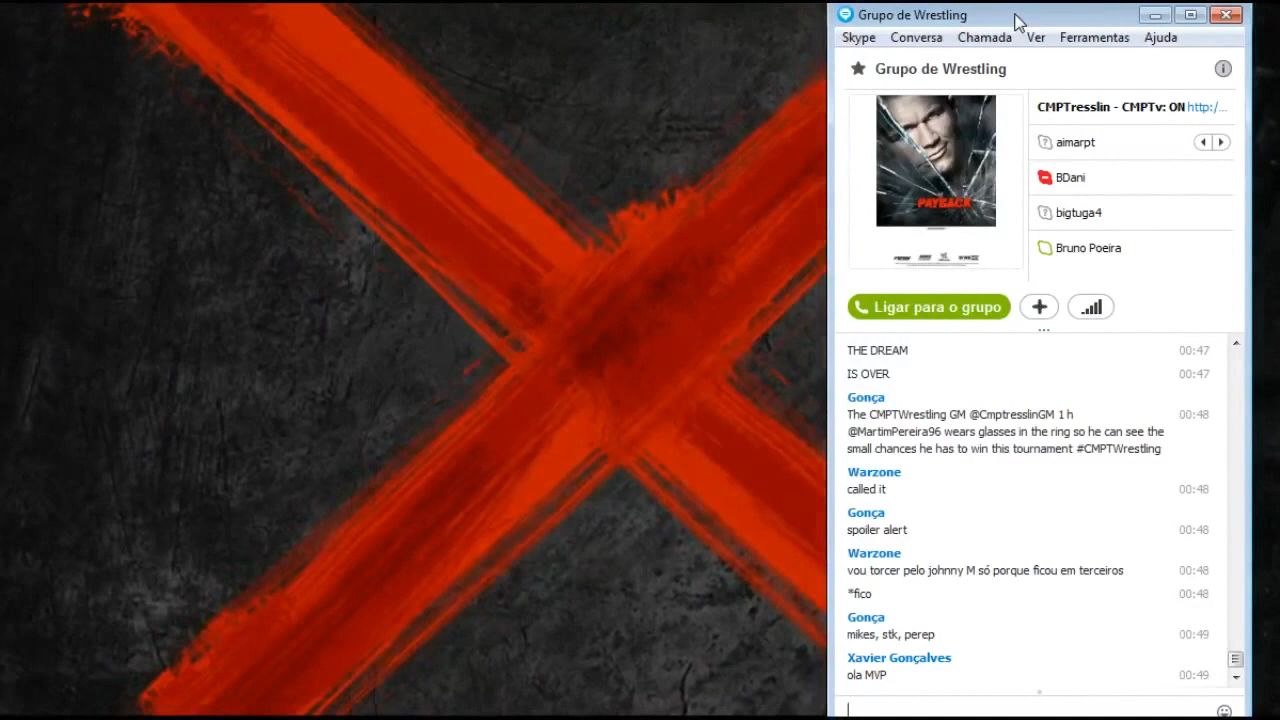 Grupo de Wrestling
Skype Conversa Chamada Ver Ferramentas Ajuda
Grupo de Wrestling
CMPTresslin - CMPTv: ON http:/...
aimarpt
BDani
bigtuga4
Bruno Poeira
PAYBACK
Ligar para o grupo
THE DREAM 00:47
IS OVER 00:47
Gonça
The CMPTWrestling GM @CmptresslinGM 1 h 00:48
@MartimPereira96 wears glasses in the ring so he can see the
small chances he has to win this tournament #CMPTWrestling
Warzone
called it 00:48
Gonça
spoiler alert 00:48
Warzone
vou torcer pelo johnny M só porque ficou em terceiros 00:48
*fico 00:48
Gonça
mikes, stk, perep 00:49
Xavier Gonçalves
ola MVP 00:49